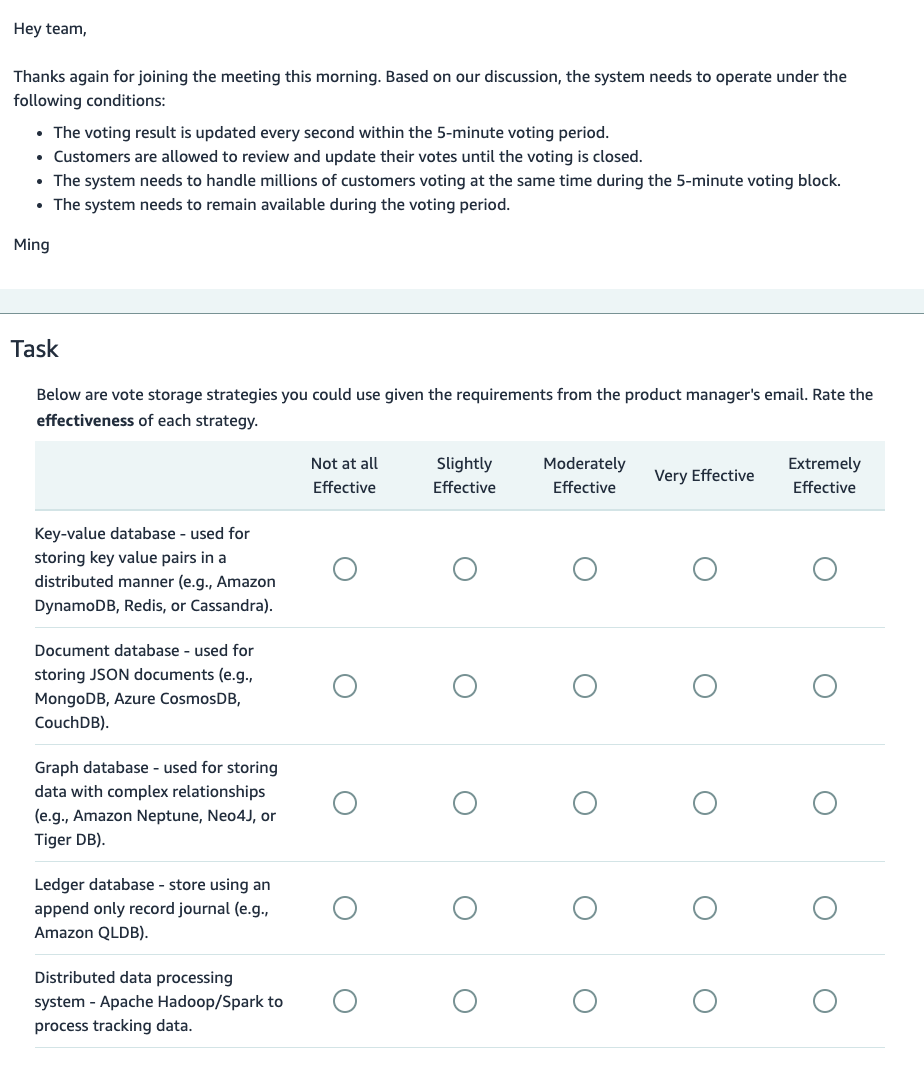 Hey team,
Thanks again for joining the meeting this morning. Based on our discussion, the system needs to operate under the
following conditions:
• The voting result is updated every second within the 5-minute voting period.
• Customers are allowed to review and update their votes until the voting is closed.
• The system needs to handle millions of customers voting at the same time during the 5-minute voting block.
• The system needs to remain available during the voting period.
Ming
Task
Below are vote storage strategies you could use given the requirements from the product manager's email. Rate the
effectiveness of each strategy.
Not at all
Effective
Slightly
Effective
Moderately
Effective
Very Effective
Extremely
Effective
Key-value database - used for
storing key value pairs in a
distributed manner (e.g., Amazon
DynamoDB, Redis, or Cassandra).
Document database - used for
storing JSON documents (e.g.,
MongoDB, Azure CosmosDB,
CouchDB).
Graph database - used for storing
data with complex relationships
(e.g., Amazon Neptune, Neo4J, or
Tiger DB).
Ledger database - store using an
append only record journal (e.g.,
Amazon QLDB).
Distributed data processing
system - Apache Hadoop/Spark to
process tracking data.